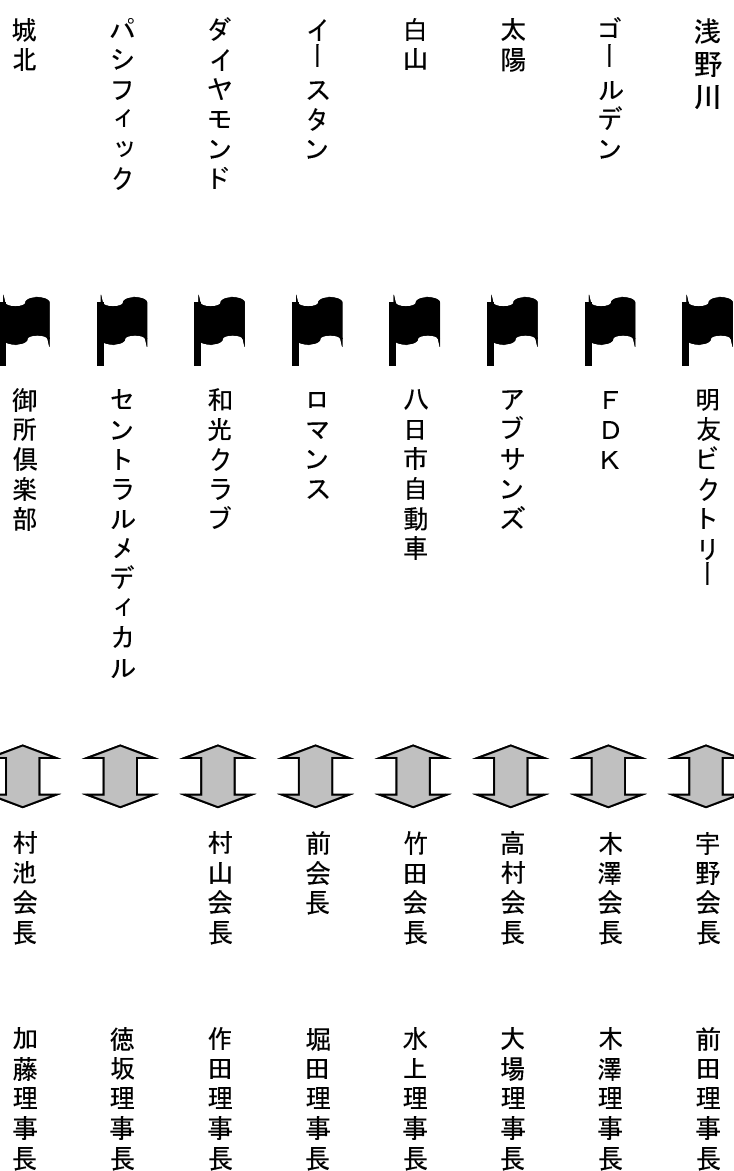 浅野川
明友ビクトリー
宇野会長
前田理事長
ゴールデン
FDK
木澤会長
木澤理事長
太陽
アブサンズ
高村会長
大場理事長
白山
八日市自動車
竹田会長
水上理事長
イースタン
ロマンス
前会長
堀田理事長
ダイヤモンド
和光クラブ
村山会長
作田理事長
パシフィック
セントラルメディカル
徳坂理事長
城北
御所倶楽部
村池会長
加藤理事長